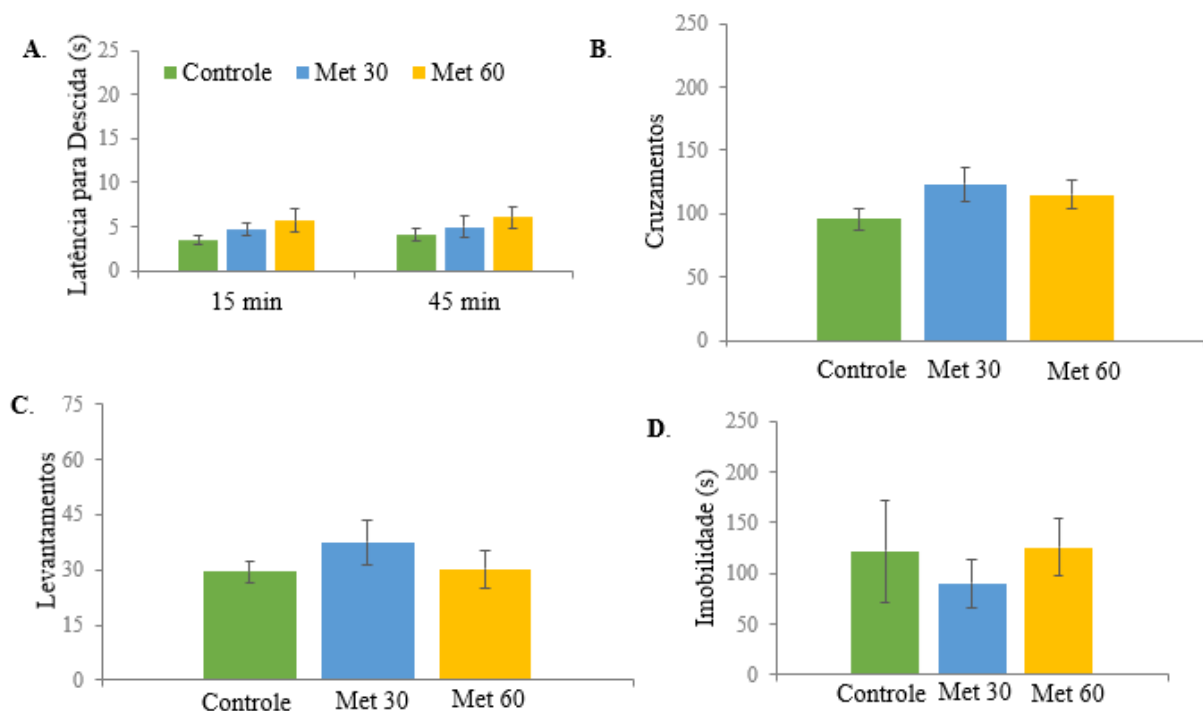 A.
Latência para Descida (s)
25
20
15
10
5
0
Controle Met 30 Met 60
15 min 45 min
B.
Cruzamentos
250
200
150
100
50
0
Controle Met 30 Met 60
C.
Levantamentos
75
60
45
30
15
0
Controle Met 30 Met 60
D.
Imobilidade (s)
250
200
150
100
50
0
Controle Met 30 Met 60